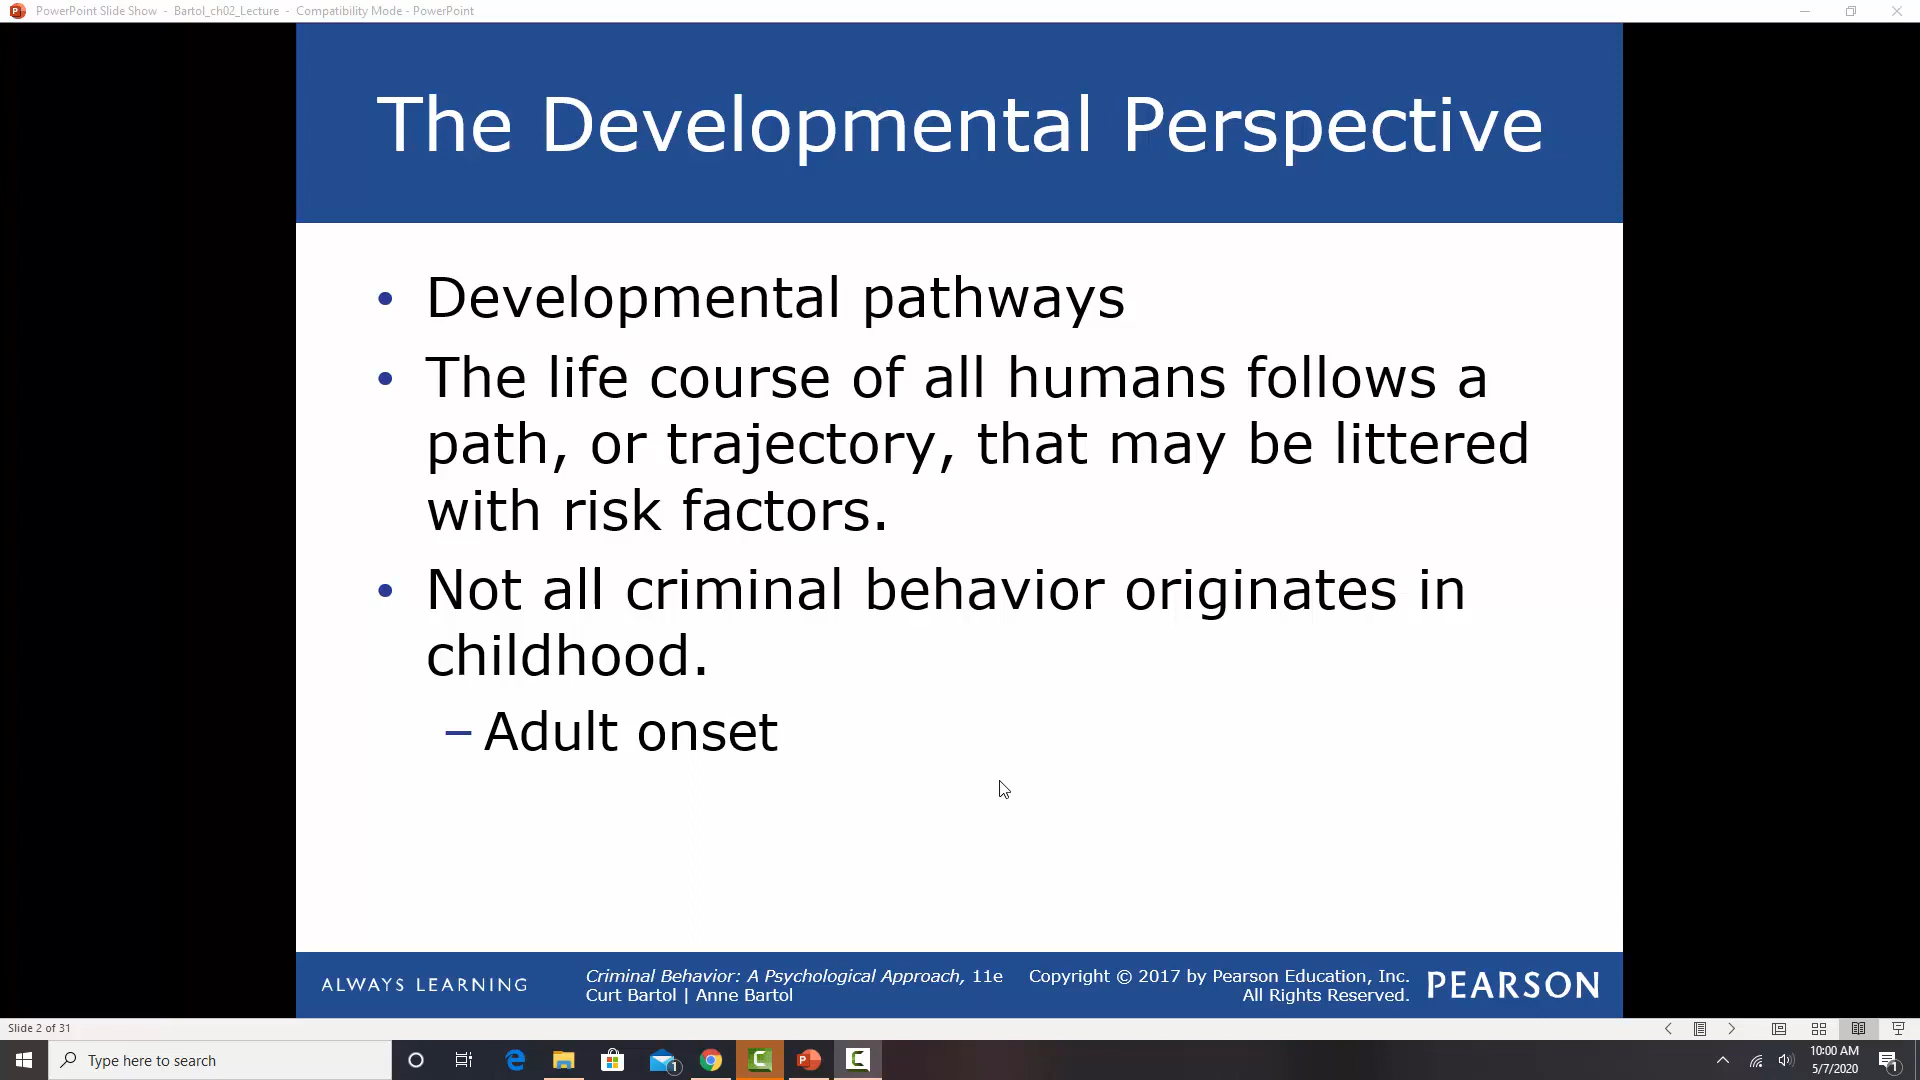 PowerPoint Slide Show - Bartol_ch02_Lecture - Compatibility Mode - PowerPoint
The Developmental Perspective
• Developmental pathways
• The life course of all humans follows a
path, or trajectory, that may be littered
with risk factors.
• Not all criminal behavior originates in
childhood.
– Adult onset
ALWAYS LEARNING
Criminal Behavior: A Psychological Approach, 11e
Curt Bartol | Anne Bartol
Copyright © 2017 by Pearson Education, Inc.
All Rights Reserved.
PEARSON
Slide 2 of 31
Type here to search
1
10:00 AM
5/7/2020
1